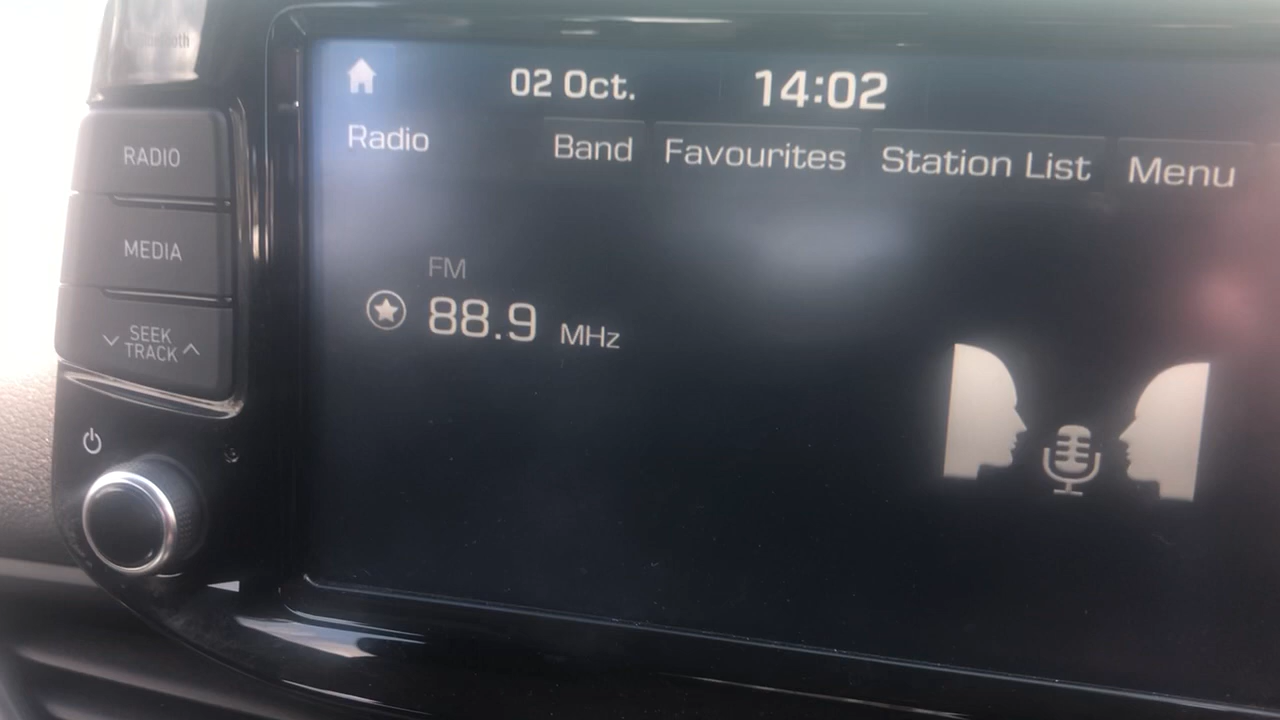 02 Oct. 14:02
Radio Band Favourites Station List Menu
FM
88.9 MHz
RADIO
MEDIA
SEEK
TRACK